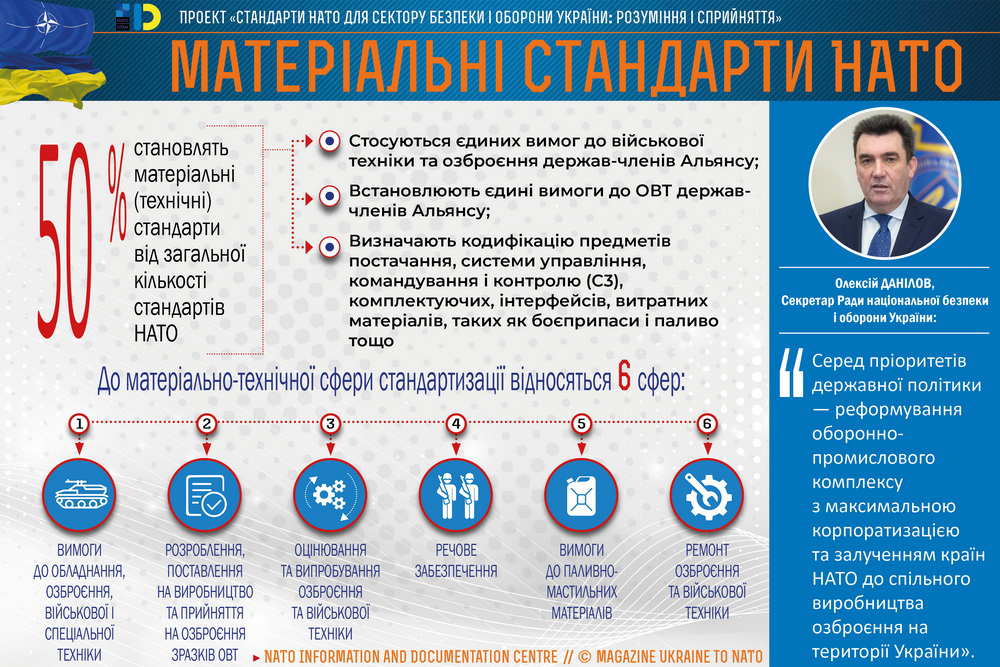 ПРОЕКТ «СТАНДАРТИ НАТО ДЛЯ СЕКТОРУ БЕЗПЕКИ І ОБОРОНИ УКРАЇНИ: РОЗУМІННЯ І СПРИЙНЯТТЯ»
МАТЕРІАЛЬНІ СТАНДАРТИ НАТО
50%
становлять
матеріальні
(технічні)
стандарти
від загальної
кількості
стандартів
НАТО
Стосуються єдиних вимог до військової
техніки та озброєння держав-членів Альянсу;
Встановлюють єдині вимоги до ОВТ держав-
членів Альянсу;
Визначають кодифікацію предметів
постачання, системи управління,
командування і контролю (С3),
комплектуючих, інтерфейсів, витратних
матеріалів, таких як боєприпаси і паливо
тощо
До матеріально-технічної сфери стандартизації відносяться 6 сфер:
1
ВИМОГИ
ДО ОБЛАДНАННЯ,
ОЗБРОЄННЯ,
ВІЙСЬКОВОЇ І
СПЕЦІАЛЬНОЇ
ТЕХНІКИ
2
РОЗРОБЛЕННЯ,
ПОСТАВЛЕННЯ
НА ВИРОБНИЦТВО
ТА ПРИЙНЯТТЯ
НА ОЗБРОЄННЯ
ЗРАЗКІВ ОВТ
3
ОЦІНЮВАННЯ
ТА ВИПРОБУВАННЯ
ОЗБРОЄННЯ
ТА ВІЙСЬКОВОЇ
ТЕХНІКИ
4
РЕЧОВЕ
ЗАБЕЗПЕЧЕННЯ
5
ВИМОГИ
ДО ПАЛИВНО-
МАСТИЛЬНИХ
МАТЕРІАЛІВ
6
РЕМОНТ
ОЗБРОЄННЯ
ТА ВІЙСЬКОВОЇ
ТЕХНІКИ
NATO INFORMATION AND DOCUMENTATION CENTRE // © MAGAZINE UKRAINE TO NATO
Олексій ДАНІЛОВ,
Секретар Ради національної безпеки
і оборони України:
“ Серед пріоритетів
державної політики
— реформування
оборонно-
промислового
комплексу
з максимальною
корпоратизацією
та залученням країн
НАТО до спільного
виробництва
озброєння на
території України».